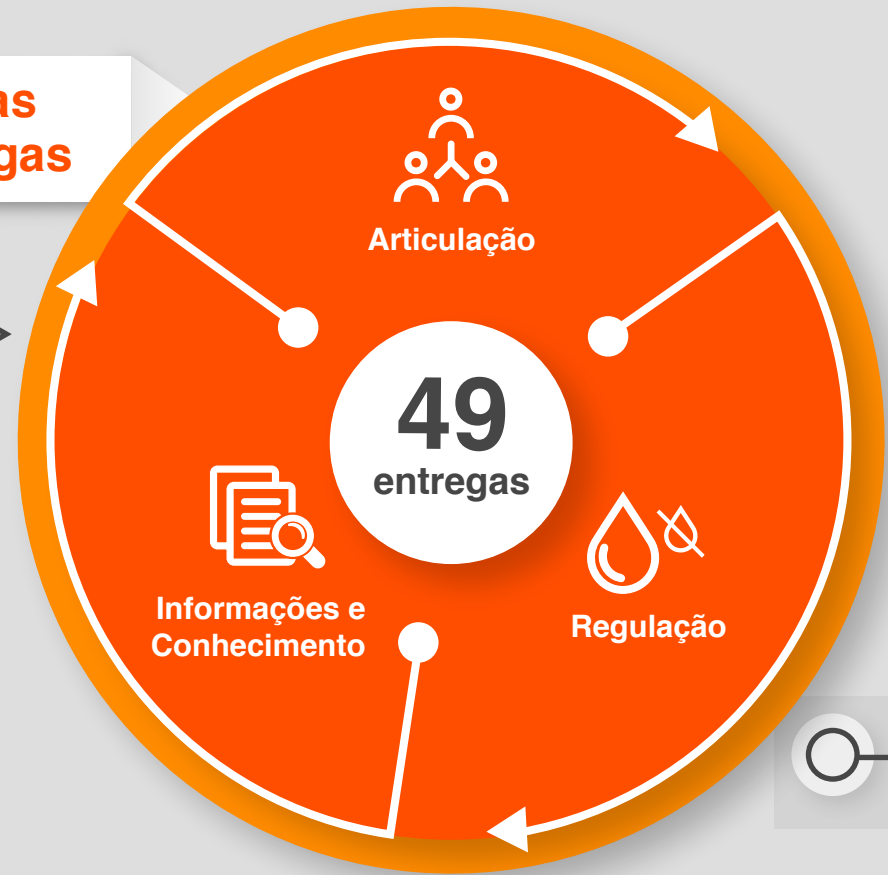 Articulação
49
entregas
Informações e
Conhecimento
Regulação